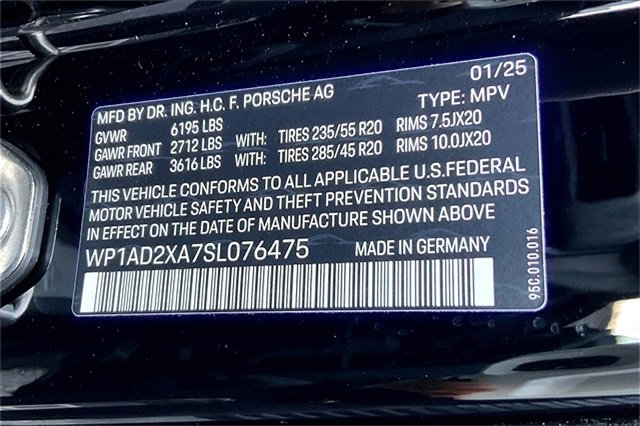 01/25
MFD BY DR. ING. H.C. F. PORSCHE AG TYPE: MPV
GVWR 6195 LBS
GAWR FRONT 2712 LBS WITH: TIRES 235/55 R20 RIMS 7.5JX20
GAWR REAR 3616 LBS WITH: TIRES 285/45 R20 RIMS 10.0JX20
THIS VEHICLE CONFORMS TO ALL APPLICABLE U.S.FEDERAL
MOTOR VEHICLE SAFETY AND THEFT PREVENTION STANDARDS
IN EFFECT ON THE DATE OF MANUFACTURE SHOWN ABOVE
WP1AD2XA7SL076475 MADE IN GERMANY
95C.010.016